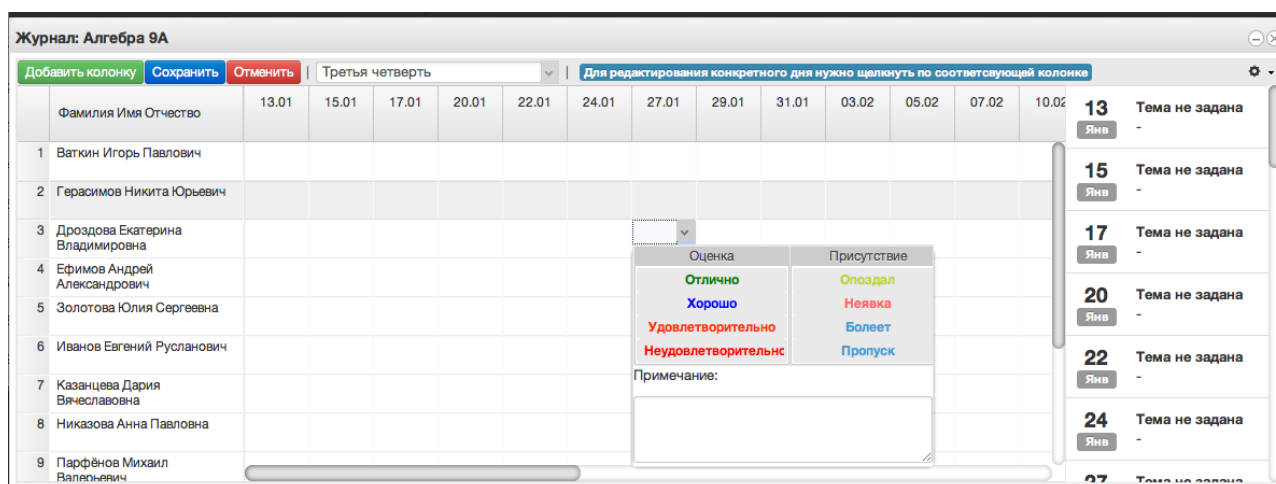 Журнал: Алгебра 9А
Добавить колонку Сохранить Отменить | Третья четверть | Для редактирования конкретного дня нужно щелкнуть по соответсвующей колонке
Фамилия Имя Отчество 13.01 15.01 17.01 20.01 22.01 24.01 27.01 29.01 31.01 03.02 05.02 07.02 10.02
1 Ваткин Игорь Павлович
2 Герасимов Никита Юрьевич
3 Дроздова Екатерина
Владимировна
4 Ефимов Андрей
Александрович
5 Золотова Юлия Сергеевна
6 Иванов Евгений Русланович
7 Казанцева Дария
Вячеславовна
8 Никазова Анна Павловна
9 Парфёнов Михаил
Валерьевич
Оценка Присутствие
Отлично Опоздал
Хорошо Неявка
Удовлетворительно Болеет
Неудовлетворительно Пропуск
Примечание:
13 Тема не задана
Янв -
15 Тема не задана
Янв -
17 Тема не задана
Янв -
20 Тема не задана
Янв -
22 Тема не задана
Янв -
24 Тема не задана
Янв -
27 Тема не задана